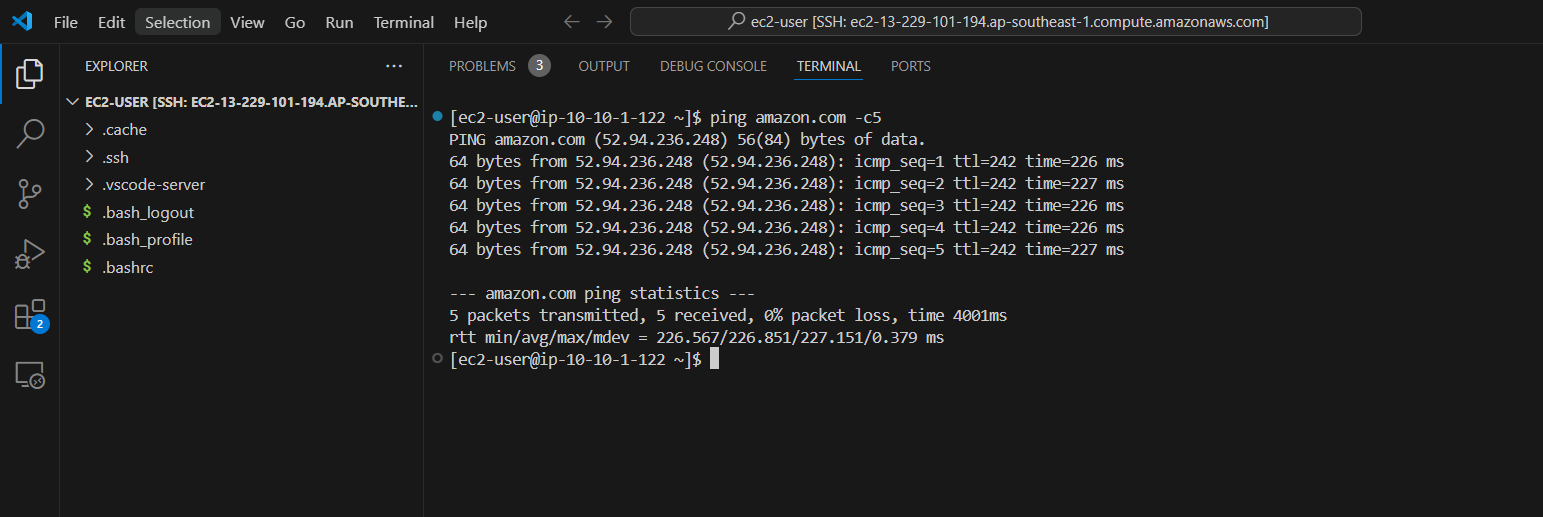 File Edit Selection View Go Run Terminal Help
ec2-user [SSH: ec2-13-229-101-194.ap-southeast-1.compute.amazonaws.com]
EXPLORER ...
EC2-USER [SSH: EC2-13-229-101-194.AP-SOUTHE...
.cache
.ssh
.vscode-server
$ .bash_logout
$ .bash_profile
$ .bashrc
2
PROBLEMS 3 OUTPUT DEBUG CONSOLE TERMINAL PORTS
[ec2-user@ip-10-10-1-122 ~]$ ping amazon.com -c5
PING amazon.com (52.94.236.248) 56(84) bytes of data.
64 bytes from 52.94.236.248 (52.94.236.248): icmp_seq=1 ttl=242 time=226 ms
64 bytes from 52.94.236.248 (52.94.236.248): icmp_seq=2 ttl=242 time=227 ms
64 bytes from 52.94.236.248 (52.94.236.248): icmp_seq=3 ttl=242 time=226 ms
64 bytes from 52.94.236.248 (52.94.236.248): icmp_seq=4 ttl=242 time=226 ms
64 bytes from 52.94.236.248 (52.94.236.248): icmp_seq=5 ttl=242 time=227 ms
--- amazon.com ping statistics ---
5 packets transmitted, 5 received, 0% packet loss, time 4001ms
rtt min/avg/max/mdev = 226.567/226.851/227.151/0.379 ms
[ec2-user@ip-10-10-1-122 ~]$